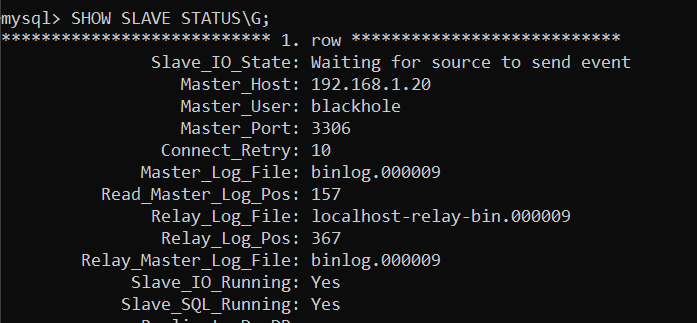 mysql> SHOW SLAVE STATUS\G;
*************************** 1. row ***************************
Slave_IO_State: Waiting for source to send event
Master_Host: 192.168.1.20
Master_User: blackhole
Master_Port: 3306
Connect_Retry: 10
Master_Log_File: binlog.000009
Read_Master_Log_Pos: 157
Relay_Log_File: localhost-relay-bin.000009
Relay_Log_Pos: 367
Relay_Master_Log_File: binlog.000009
Slave_IO_Running: Yes
Slave_SQL_Running: Yes